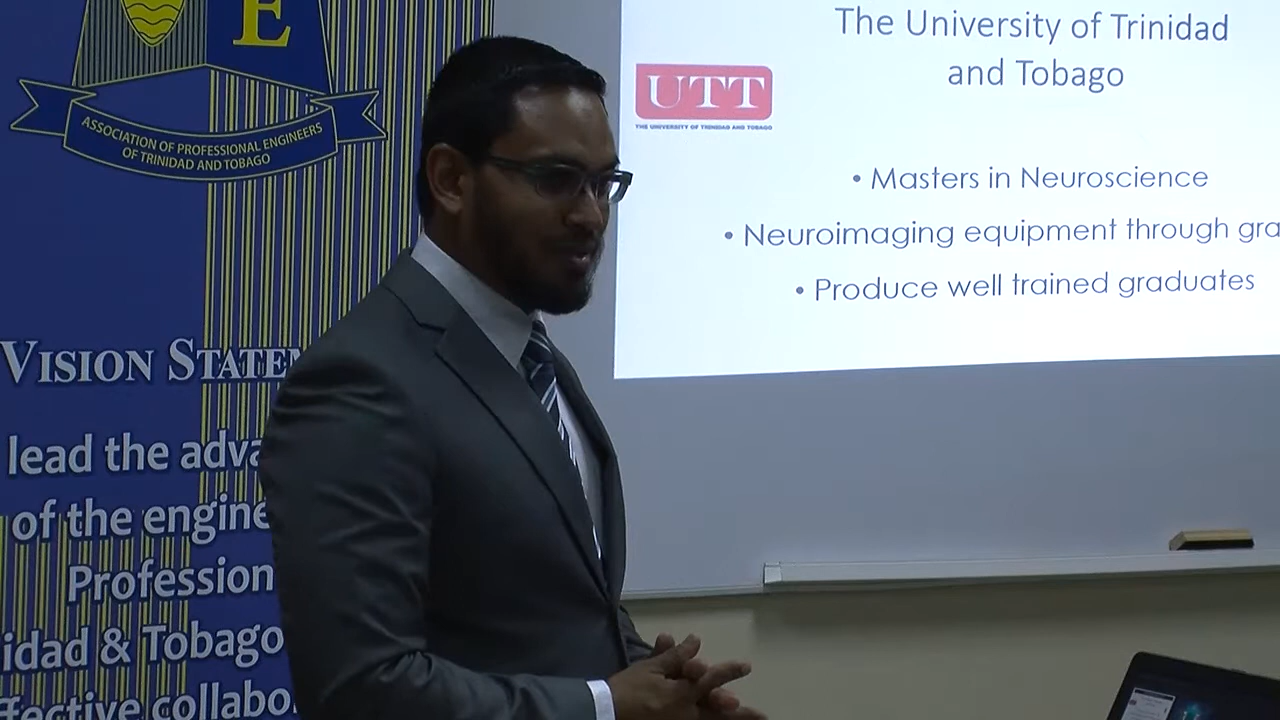 E
ASSOCIATION OF PROFESSIONAL ENGINEERS
OF TRINIDAD AND TOBAGO
VISION STATEM
lead the adva
of the engine
Profession
idad & Tobago
ffective collabo
The University of Trinidad
and Tobago
UTT
THE UNIVERSITY OF TRINIDAD AND TOBAGO
• Masters in Neuroscience
• Neuroimaging equipment through gra
• Produce well trained graduates